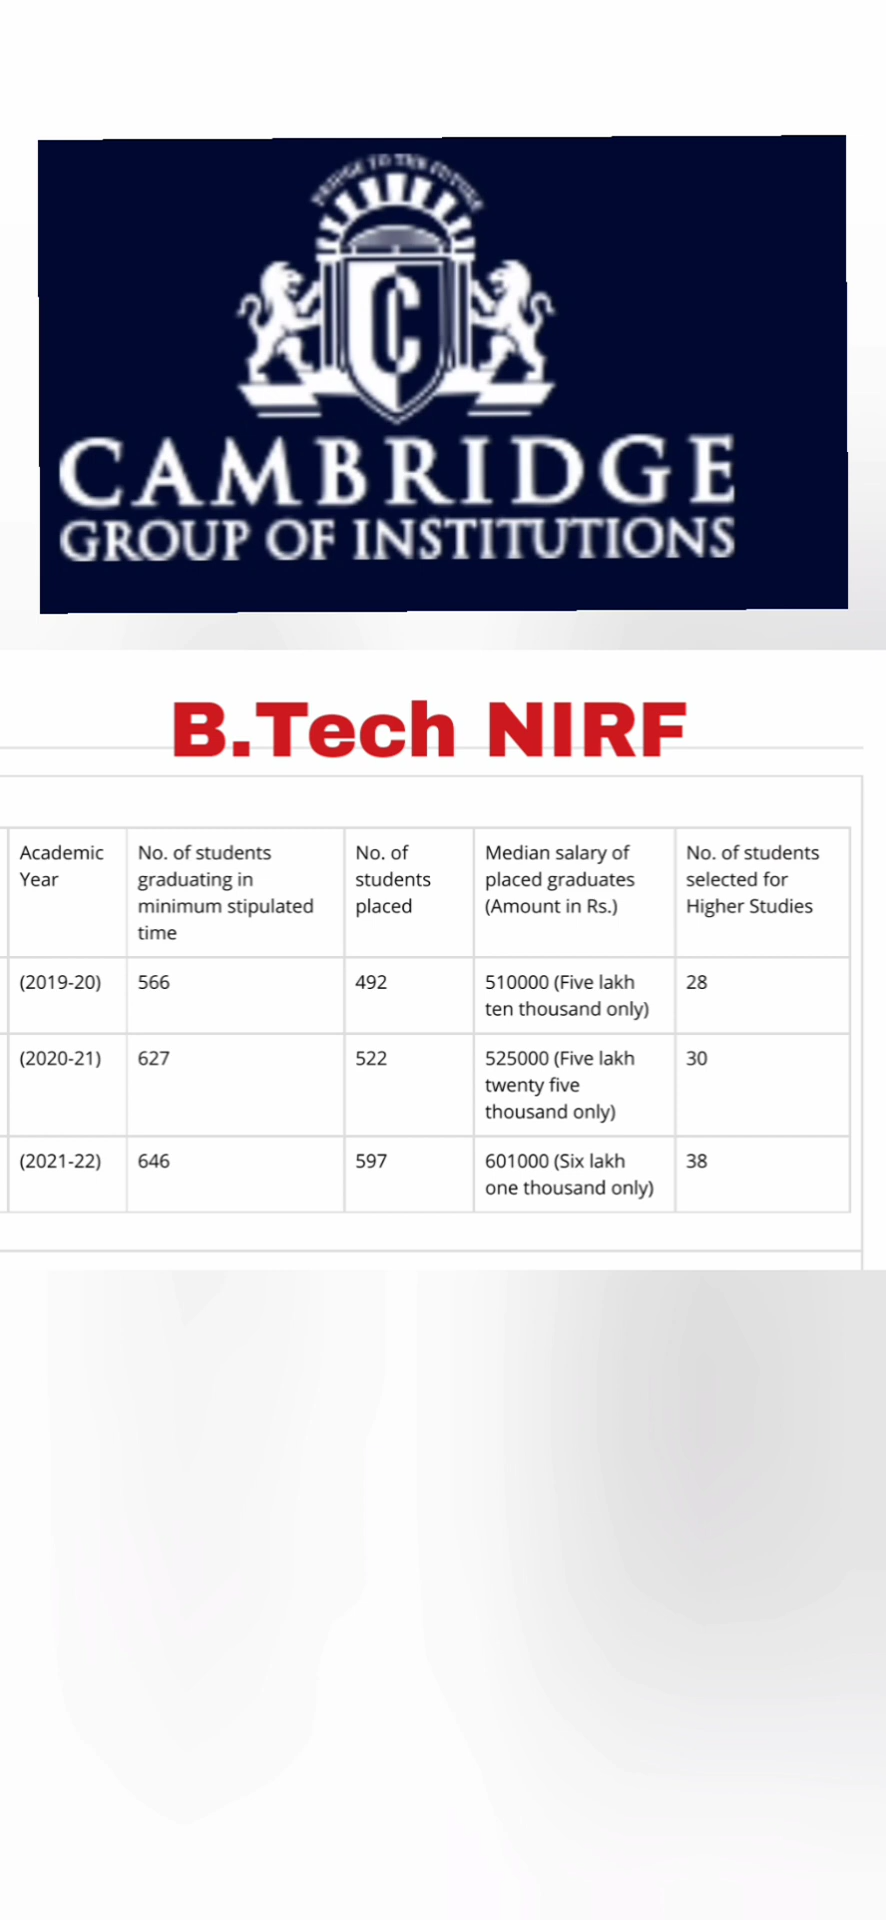 BRIDGE TO THE FUTURE
C
CAMBRIDGE
GROUP OF INSTITUTIONS
B.Tech NIRF
Academic Year | No. of students graduating in minimum stipulated time | No. of students placed | Median salary of placed graduates (Amount in Rs.) | No. of students selected for Higher Studies
(2019-20) | 566 | 492 | 510000 (Five lakh ten thousand only) | 28
(2020-21) | 627 | 522 | 525000 (Five lakh twenty five thousand only) | 30
(2021-22) | 646 | 597 | 601000 (Six lakh one thousand only) | 38